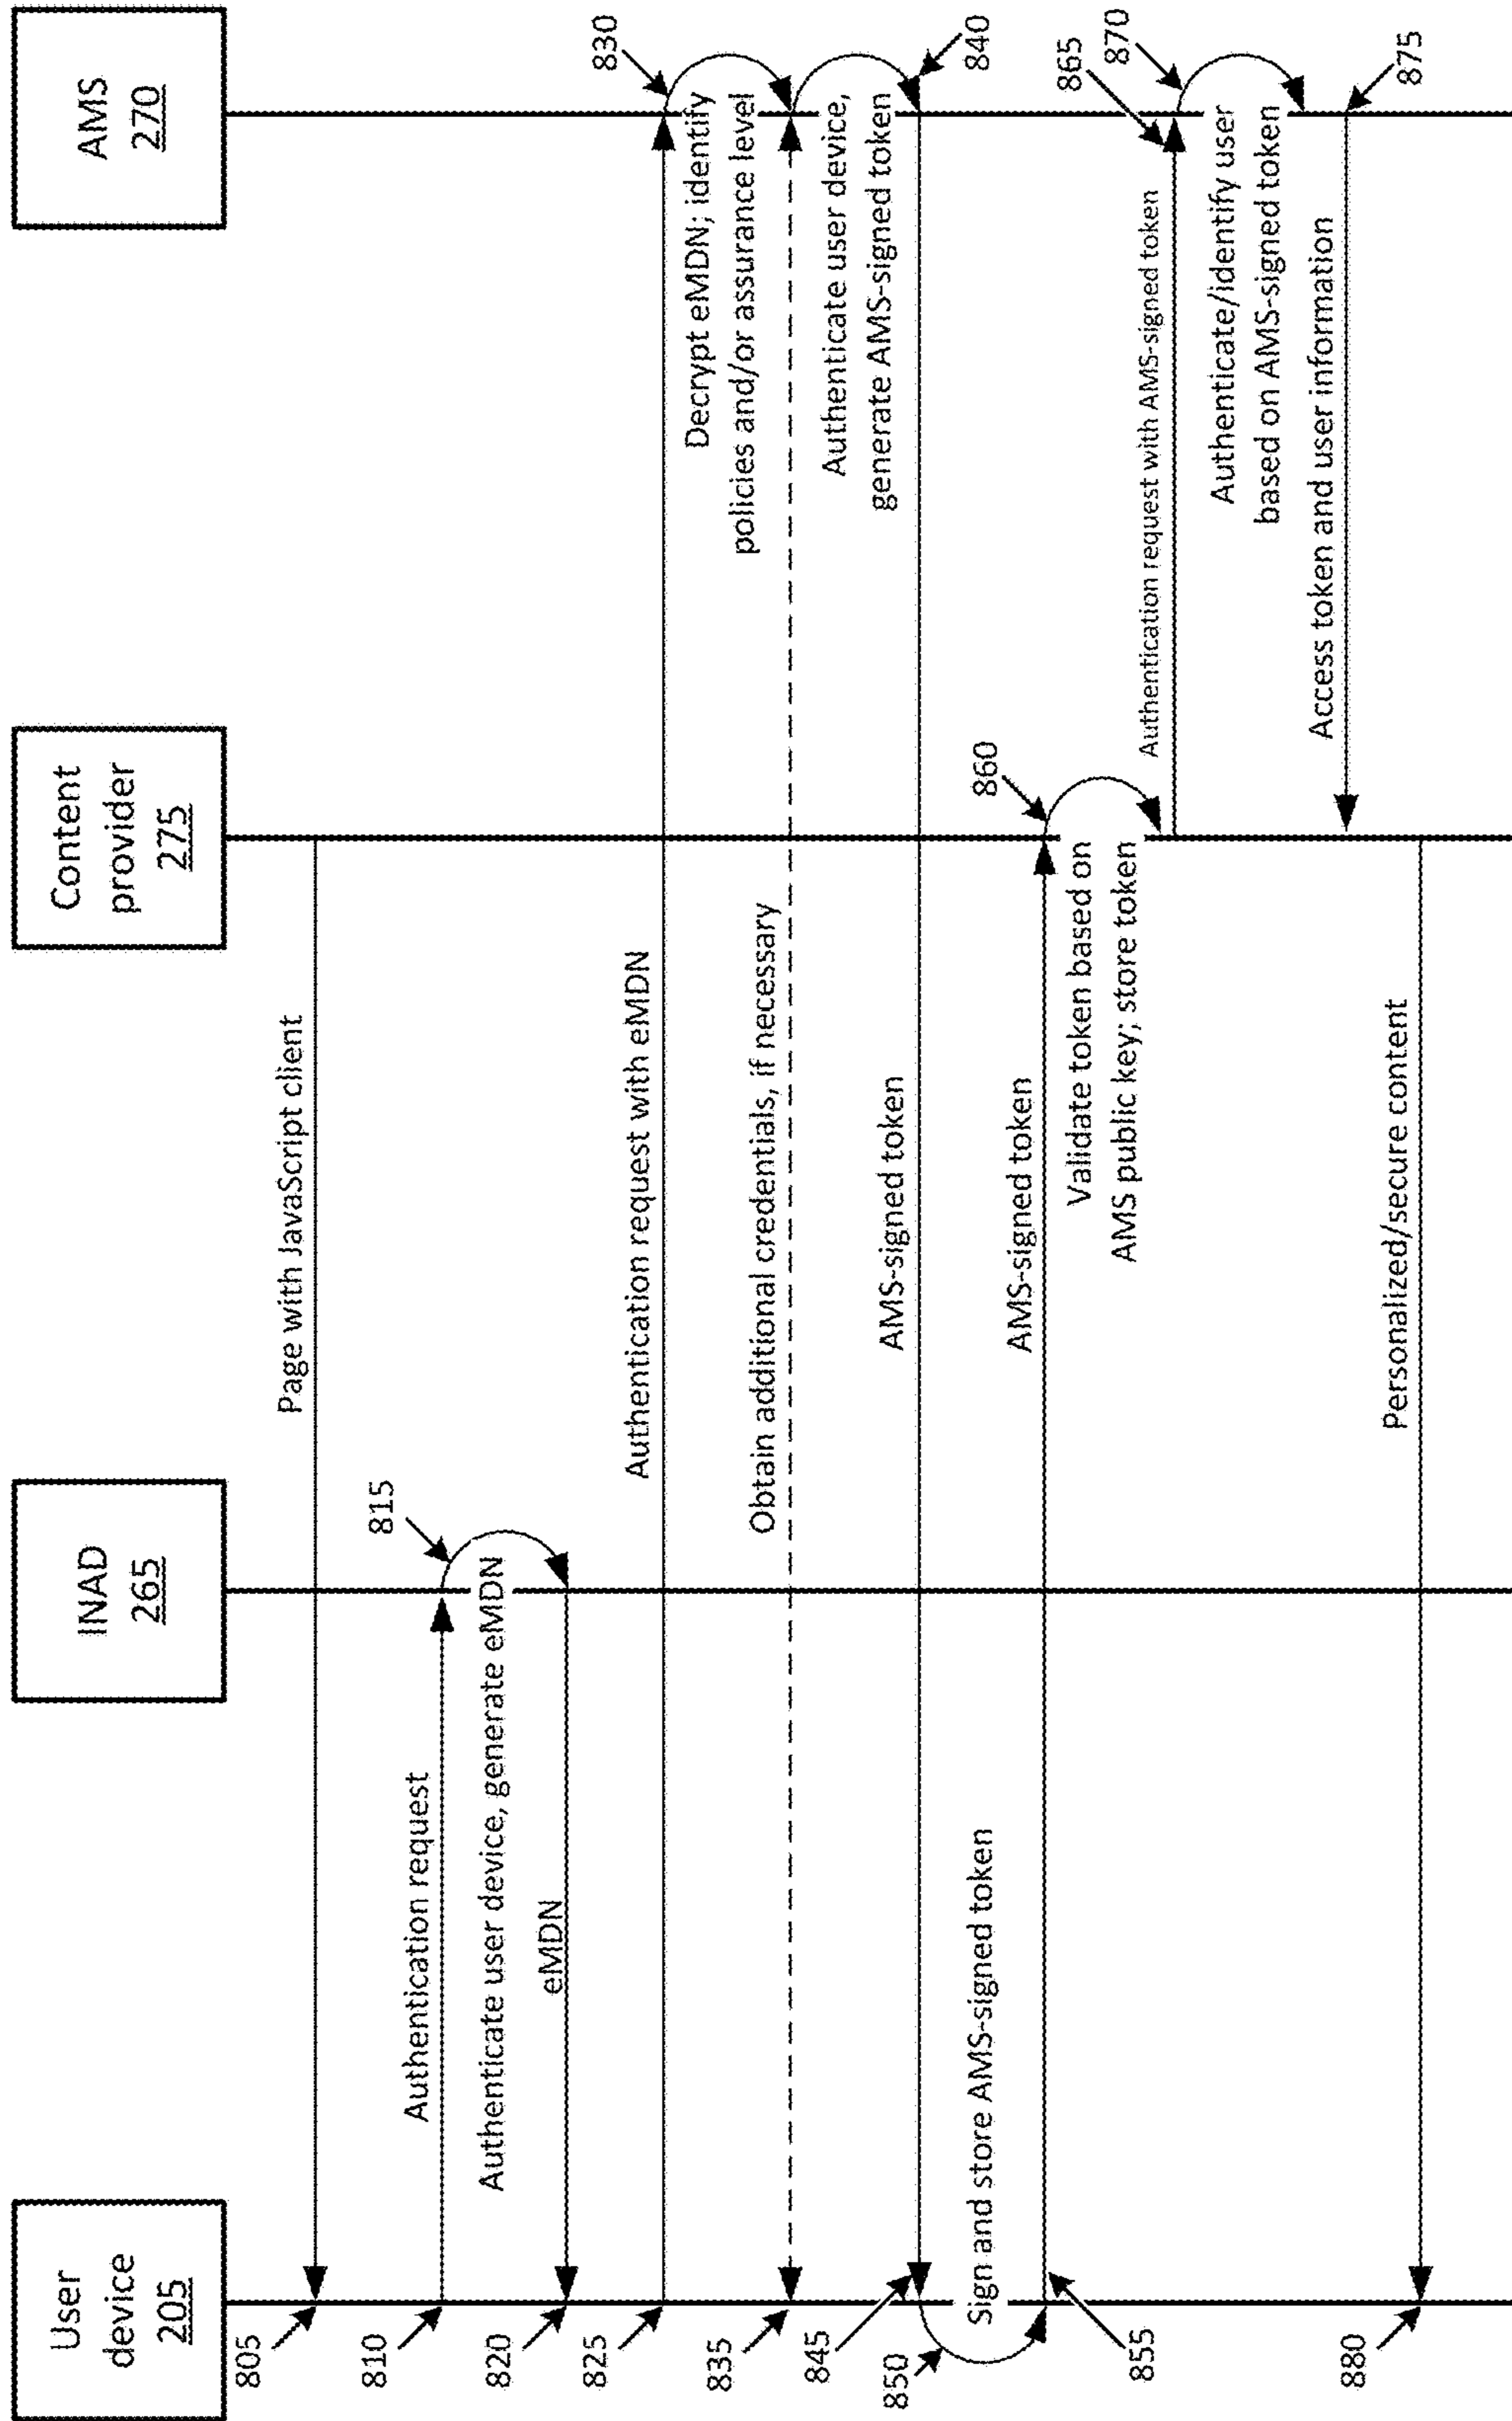 User
device
205
INAD
265
Content
provider
275
AMS
270
805
Page with JavaScript client
810
Authentication request
815
Authenticate user device, generate eMDN
820
eMDN
825
Authentication request with eMDN
830
Decrypt eMDN; identify
policies and/or assurance level
835
Obtain additional credentials, if necessary
840
Authenticate user device,
generate AMS-signed token
845
AMS-signed token
850
Sign and store AMS-signed token
855
AMS-signed token
860
Validate token based on
AMS public key; store token
865
Authentication request with AMS-signed token
870
Authenticate/identify user
based on AMS-signed token
875
Access token and user information
880
Personalized/secure content